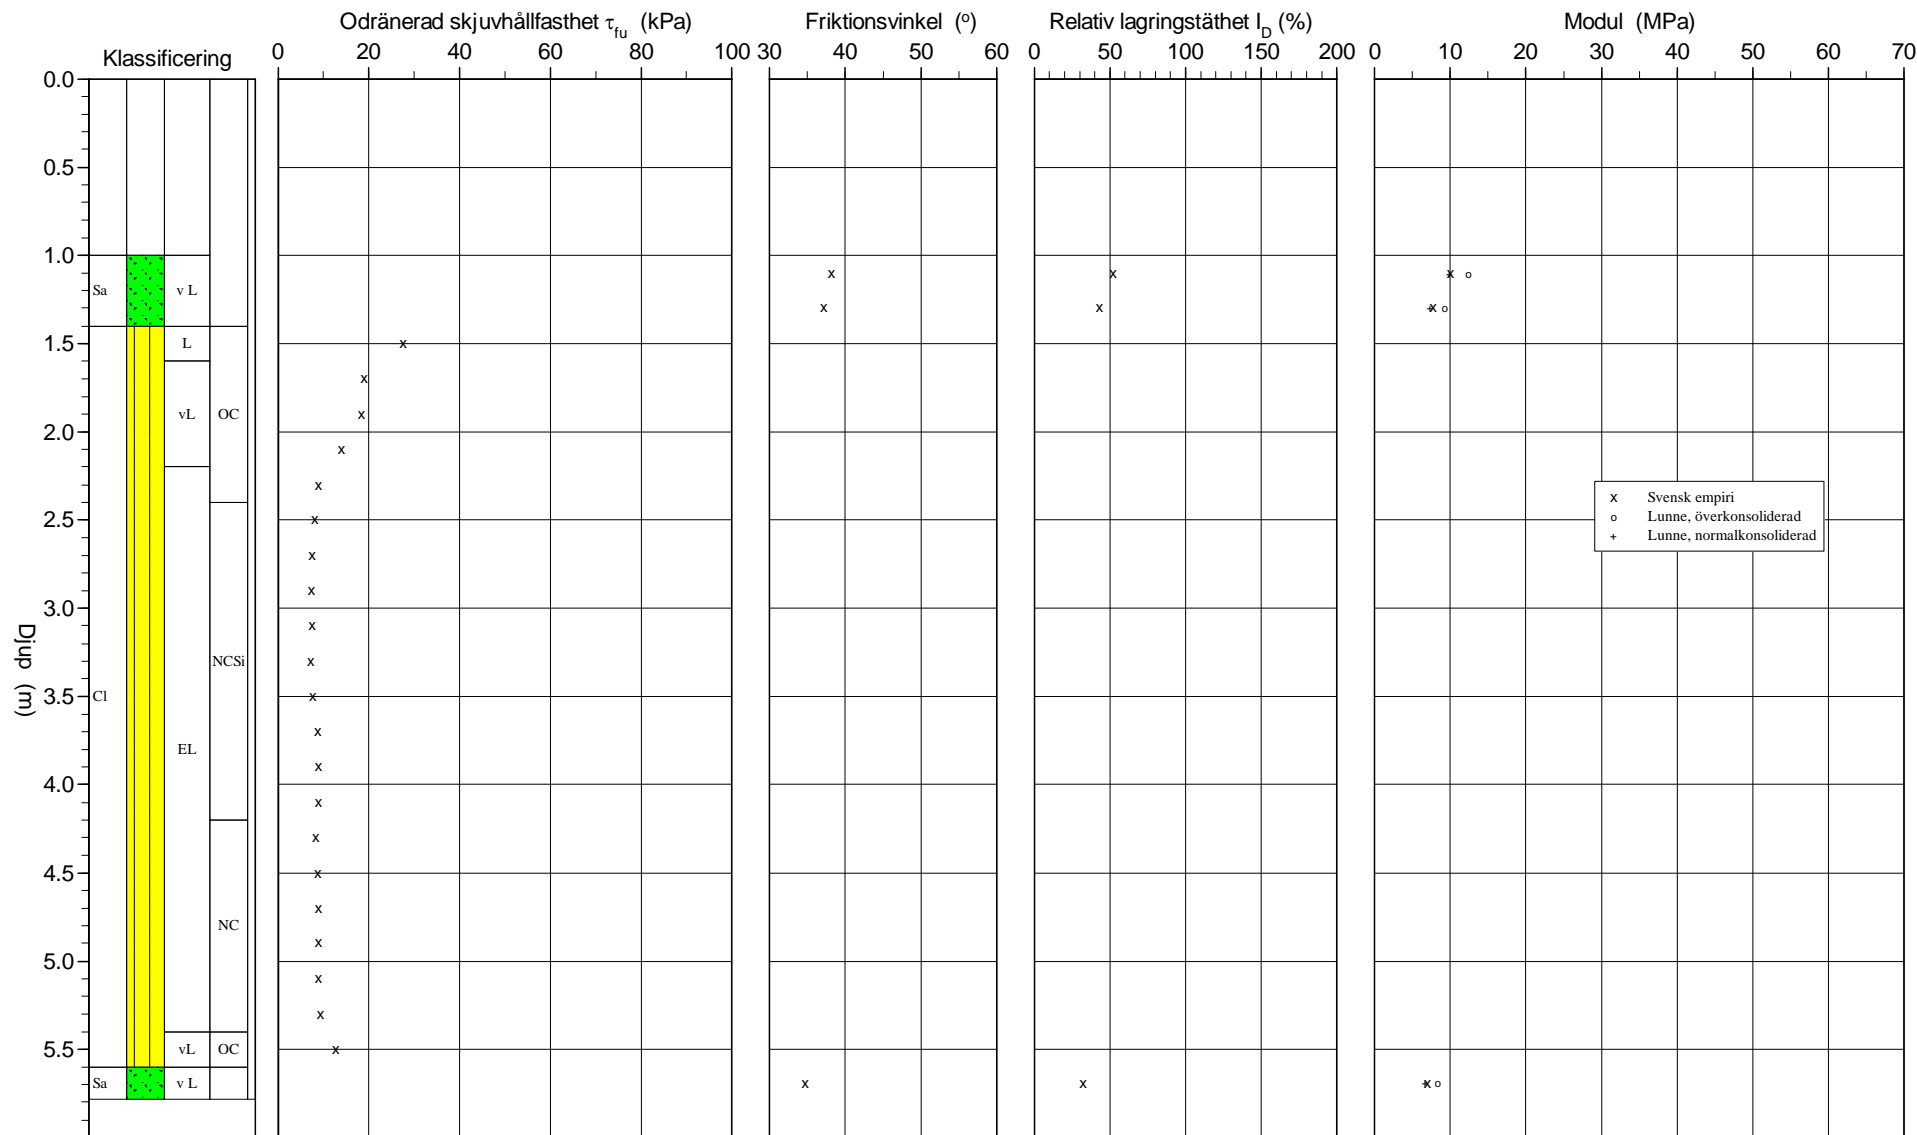 Odränerad skjuvhållfasthet τfu (kPa)
Friktionsvinkel (o)
Relativ lagringstäthet ID (%)
Modul (MPa)
Klassificering
0 20 40 60 80 100
30 40 50 60
0 50 100 150 200
0 10 20 30 40 50 60 70
0.0
0.5
1.0
Sa v L
1.5 L
vL OC
2.0
2.5
x Svensk empiri
o Lunne, överkonsoliderad
+ Lunne, normalkonsoliderad
3.0
Djup (m)
NCSi
3.5 Cl
EL
4.0
4.5
NC
5.0
5.5 vL OC
Sa v L